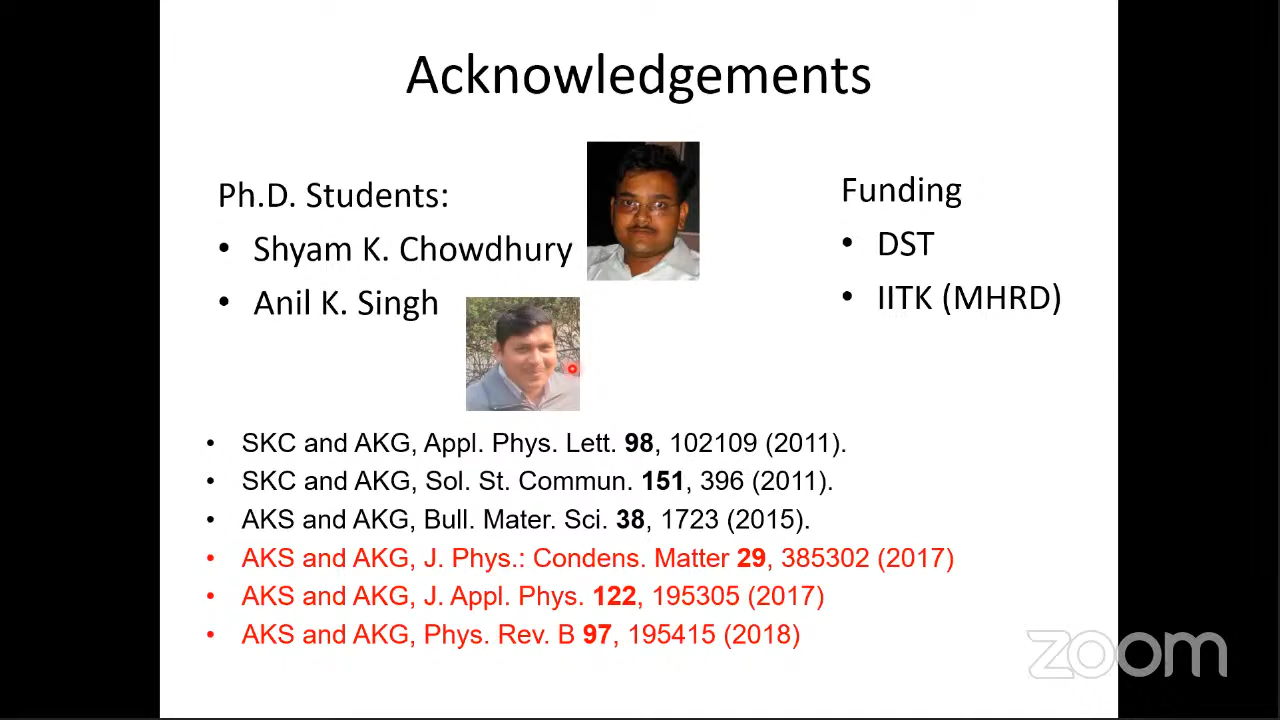 Acknowledgements
Ph.D. Students:
• Shyam K. Chowdhury
• Anil K. Singh
Funding
• DST
• IITK (MHRD)
• SKC and AKG, Appl. Phys. Lett. 98, 102109 (2011).
• SKC and AKG, Sol. St. Commun. 151, 396 (2011).
• AKS and AKG, Bull. Mater. Sci. 38, 1723 (2015).
• AKS and AKG, J. Phys.: Condens. Matter 29, 385302 (2017)
• AKS and AKG, J. Appl. Phys. 122, 195305 (2017)
• AKS and AKG, Phys. Rev. B 97, 195415 (2018)
zoom